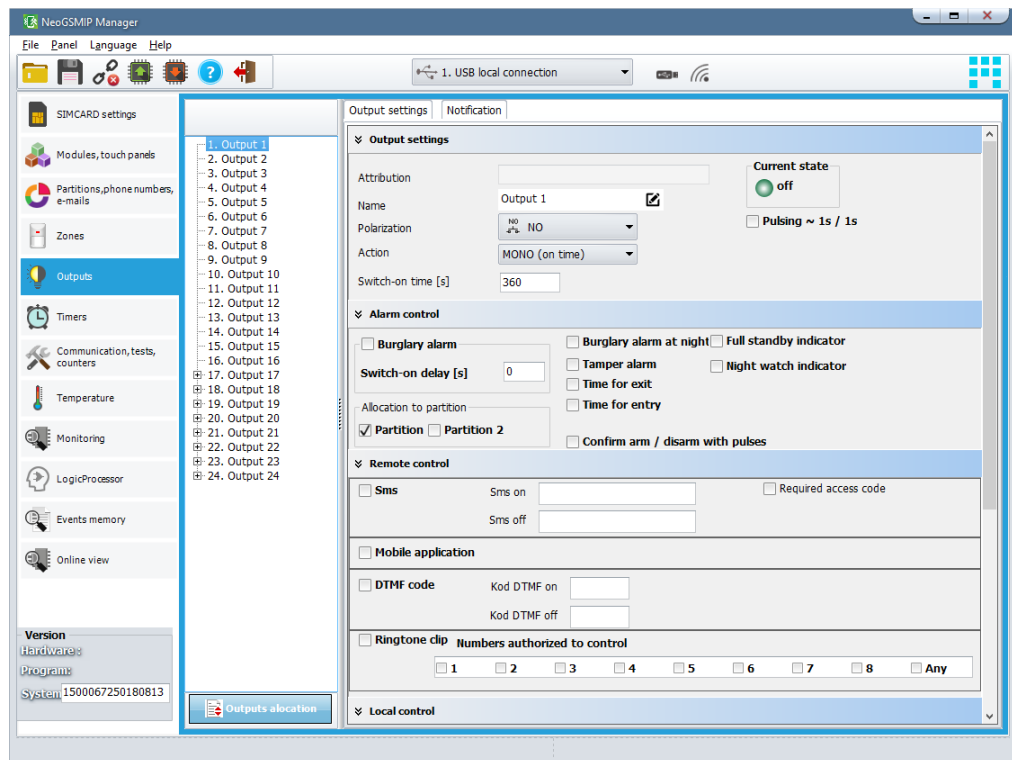 NeoGSMIP Manager
File Panel Language Help
1. USB local connection
SIMCARD settings
Modules, touch panels
Partitions,phone numbers,
e-mails
Zones
Outputs
Timers
Communication, tests,
counters
Temperature
Monitoring
LogicProcessor
Events memory
Online view
Version
Hardware :
Program:
System 1500067250180813
1. Output 1
2. Output 2
3. Output 3
4. Output 4
5. Output 5
6. Output 6
7. Output 7
8. Output 8
9. Output 9
10. Output 10
11. Output 11
12. Output 12
13. Output 13
14. Output 14
15. Output 15
16. Output 16
17. Output 17
18. Output 18
19. Output 19
20. Output 20
21. Output 21
22. Output 22
23. Output 23
24. Output 24
Outputs alocation
Output settings Notification
Output settings
Attribution
Name Output 1
Polarization NO NO
Action MONO (on time)
Switch-on time [s] 360
Current state
off
Pulsing ~ 1s / 1s
Alarm control
Burglary alarm
Switch-on delay [s] 0
Allocation to partition
Partition Partition 2
Burglary alarm at night Full standby indicator
Tamper alarm Night watch indicator
Time for exit
Time for entry
Confirm arm / disarm with pulses
Remote control
Sms Sms on Required access code
Sms off
Mobile application
DTMF code Kod DTMF on
Kod DTMF off
Ringtone clip Numbers authorized to control
1 2 3 4 5 6 7 8 Any
Local control